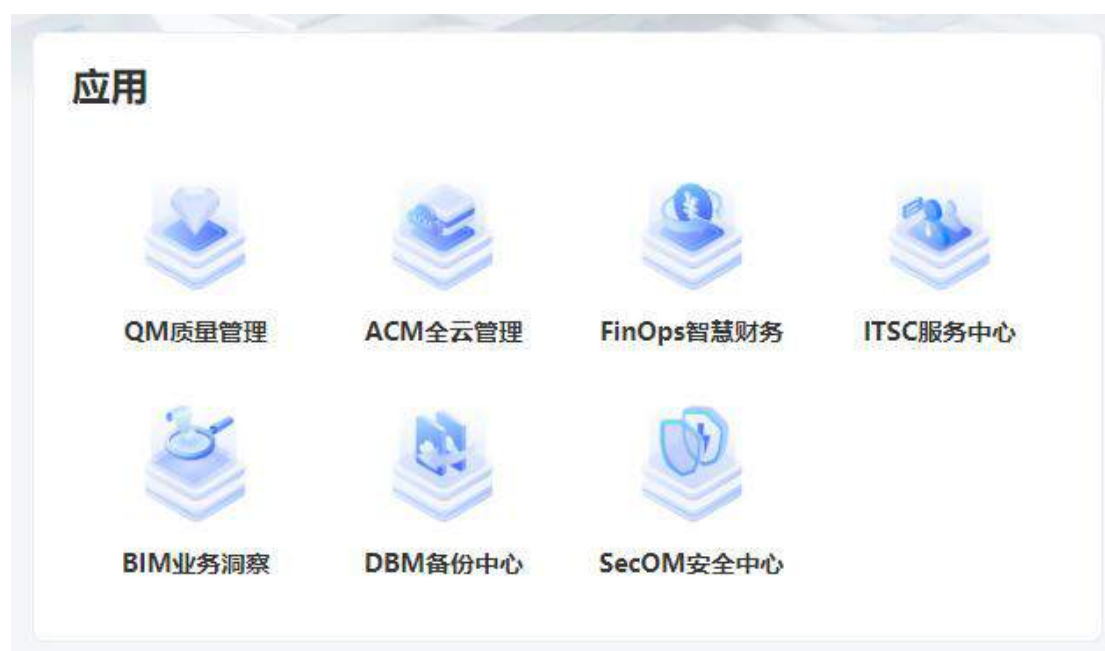 应用
QM质量管理
ACM全云管理
FinOps智慧财务
ITSC服务中心
BIM业务洞察
DBM备份中心
SecOM安全中心